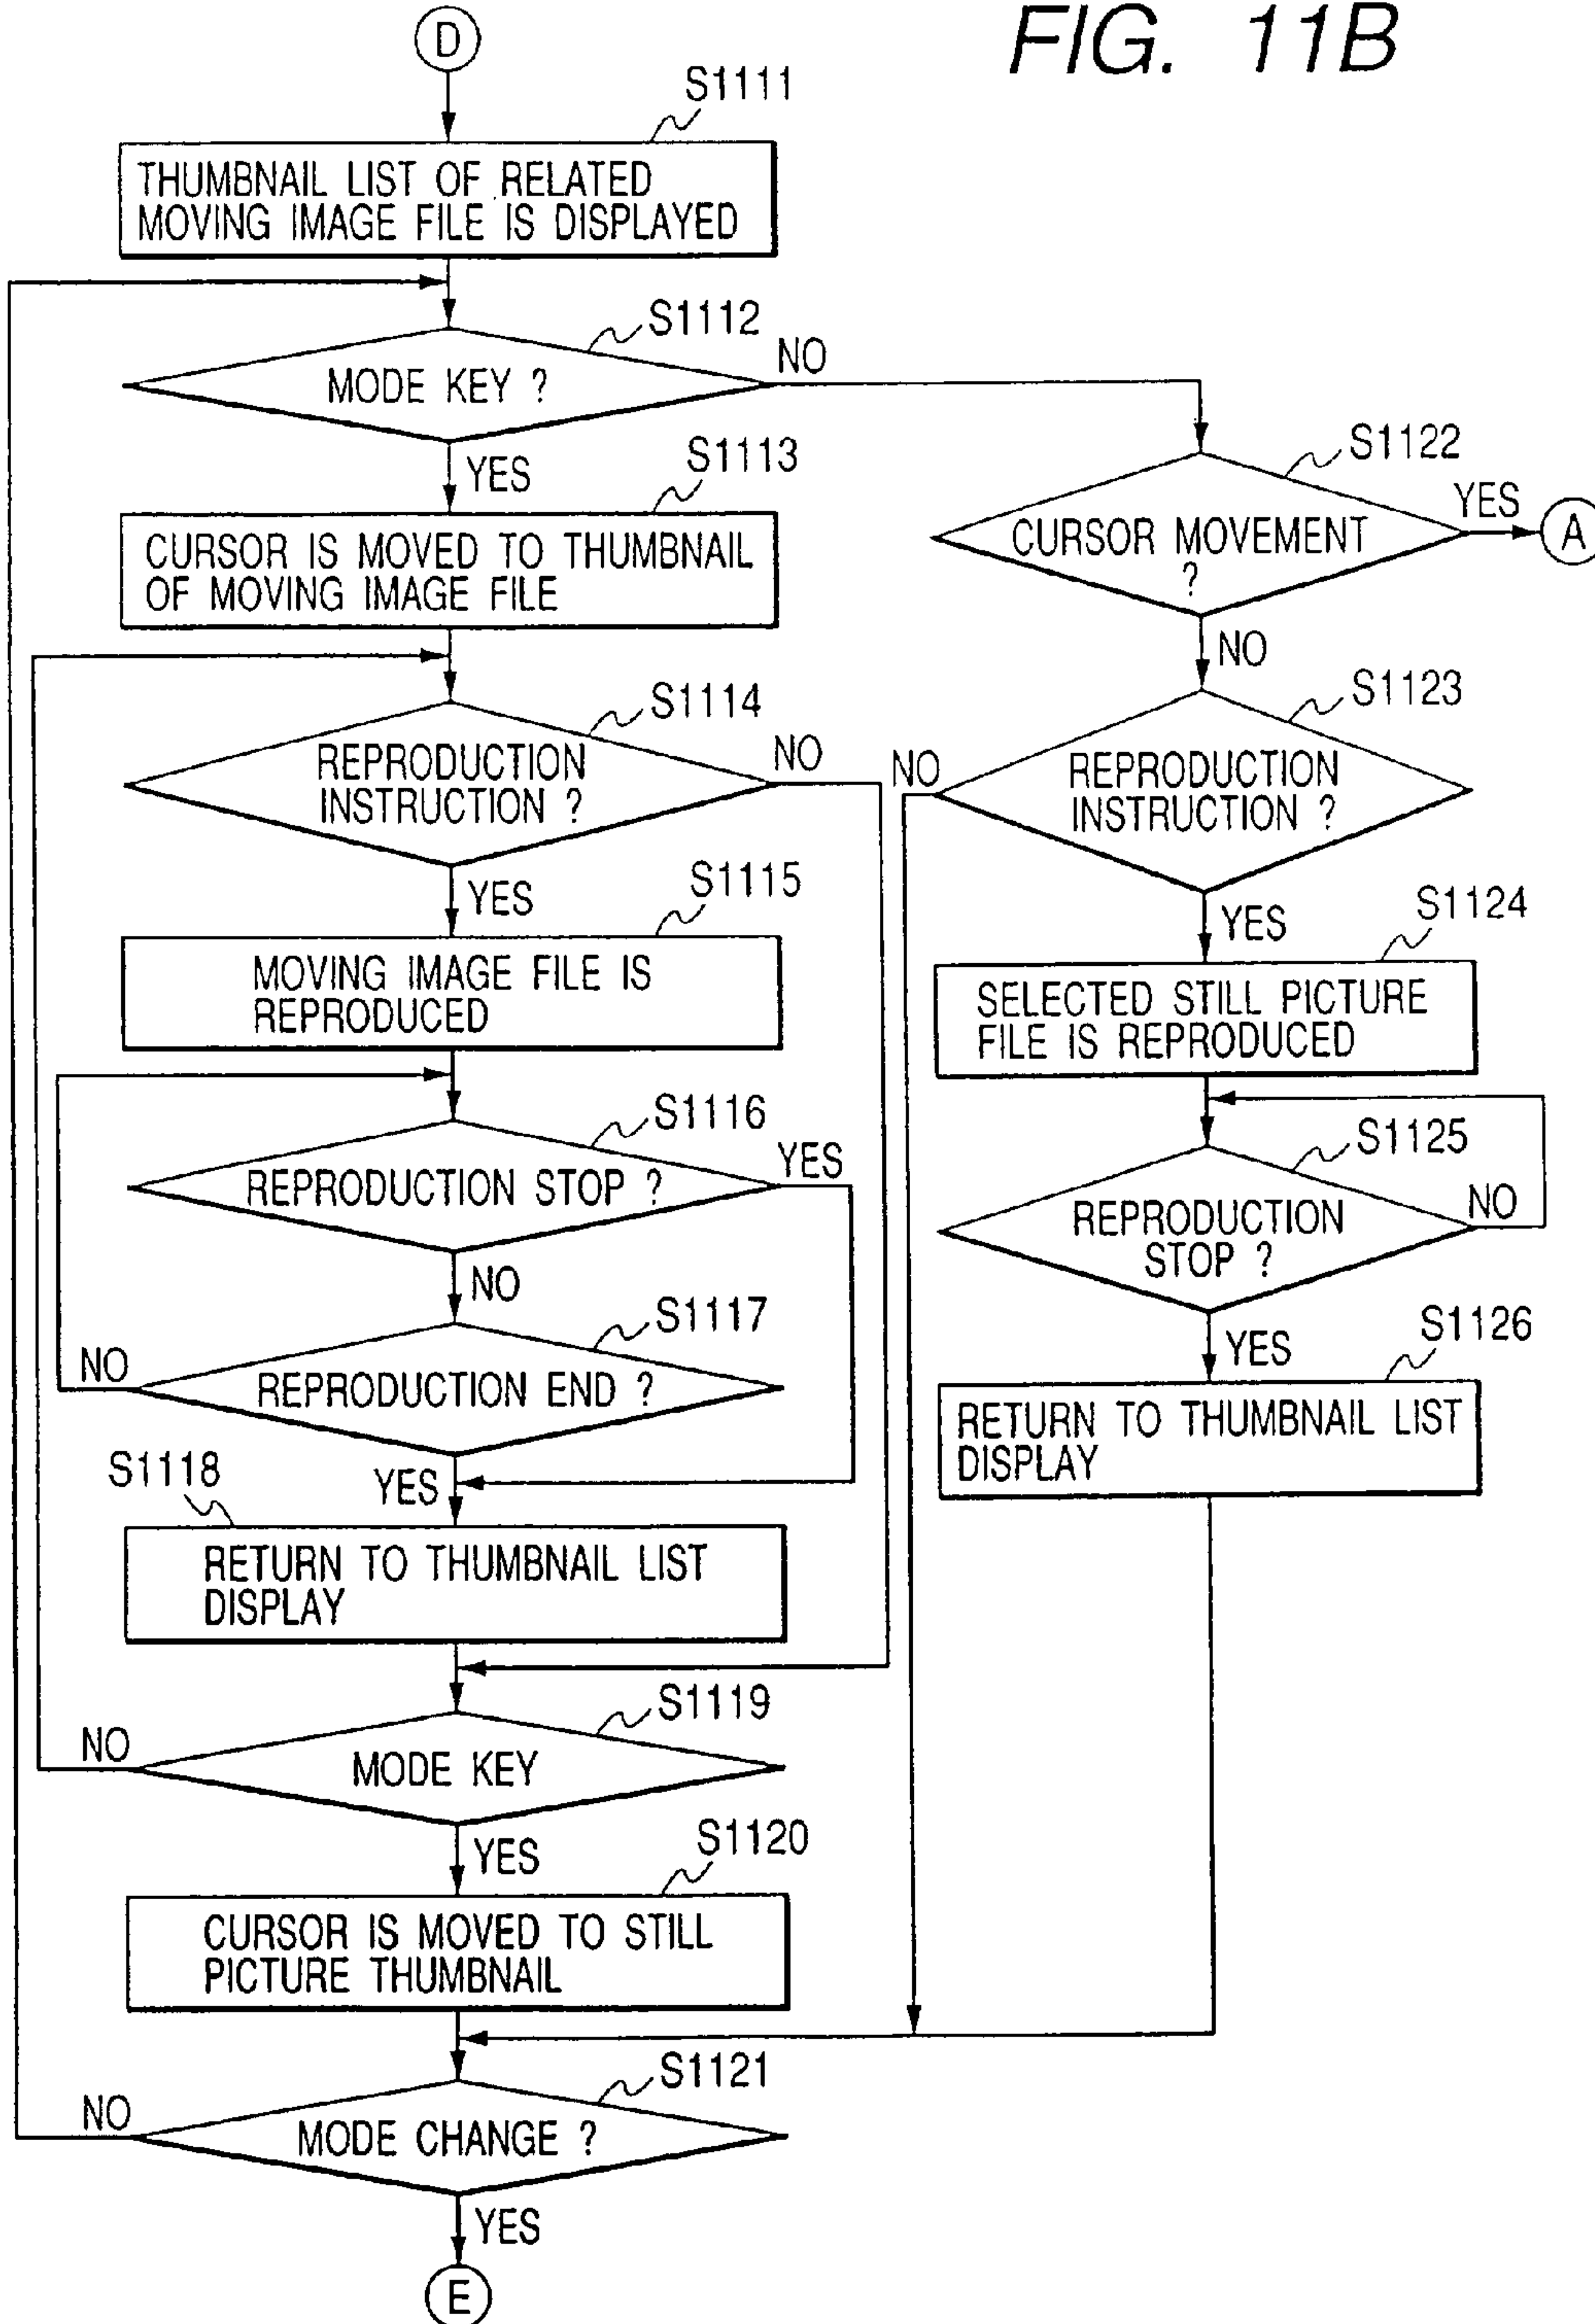 FIG. 11B
D
S1111
THUMBNAIL LIST OF RELATED
MOVING IMAGE FILE IS DISPLAYED
S1112
MODE KEY ?
NO
YES
S1113
CURSOR IS MOVED TO THUMBNAIL
OF MOVING IMAGE FILE
S1114
REPRODUCTION
INSTRUCTION ?
NO
YES
S1115
MOVING IMAGE FILE IS
REPRODUCED
S1116
REPRODUCTION STOP ?
YES
NO
S1117
REPRODUCTION END ?
NO
YES
S1118
RETURN TO THUMBNAIL LIST
DISPLAY
S1119
MODE KEY
NO
YES
S1120
CURSOR IS MOVED TO STILL
PICTURE THUMBNAIL
S1121
MODE CHANGE ?
NO
YES
E
S1122
CURSOR MOVEMENT
?
YES
A
NO
S1123
REPRODUCTION
INSTRUCTION ?
NO
YES
S1124
SELECTED STILL PICTURE
FILE IS REPRODUCED
S1125
REPRODUCTION
STOP ?
NO
YES
S1126
RETURN TO THUMBNAIL LIST
DISPLAY